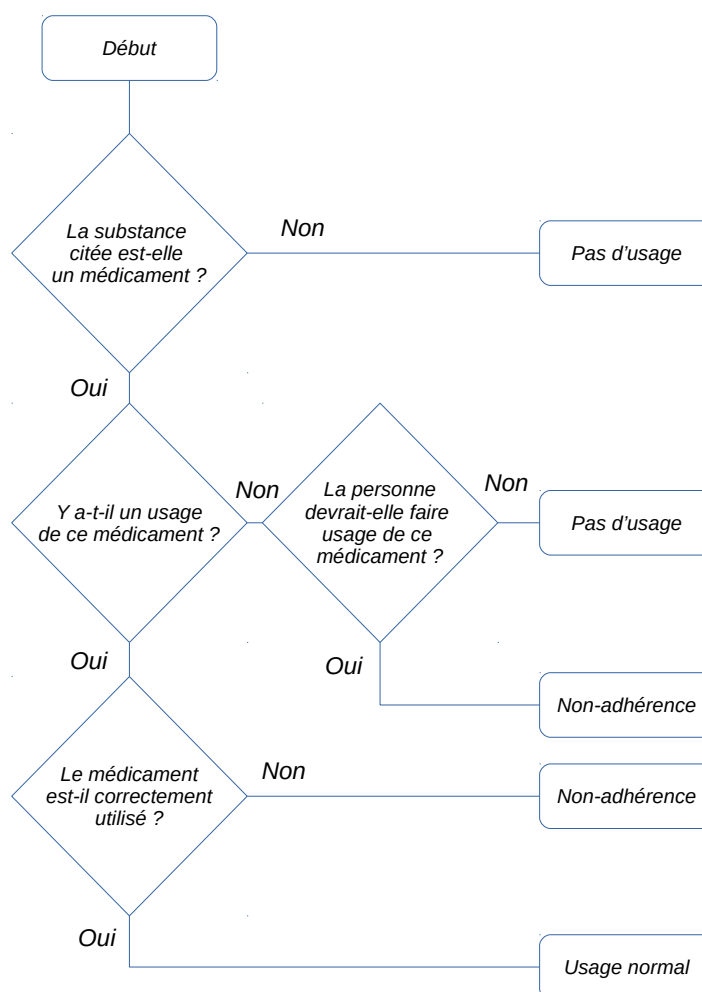 Début
La substance
citée est-elle
un médicament ?
Non
Pas d'usage
Oui
Y a-t-il un usage
de ce médicament ?
Non
La personne
devrait-elle faire
usage de ce
médicament ?
Non
Pas d'usage
Oui
Oui
Non-adhérence
Le médicament
est-il correctement
utilisé ?
Non
Non-adhérence
Oui
Usage normal